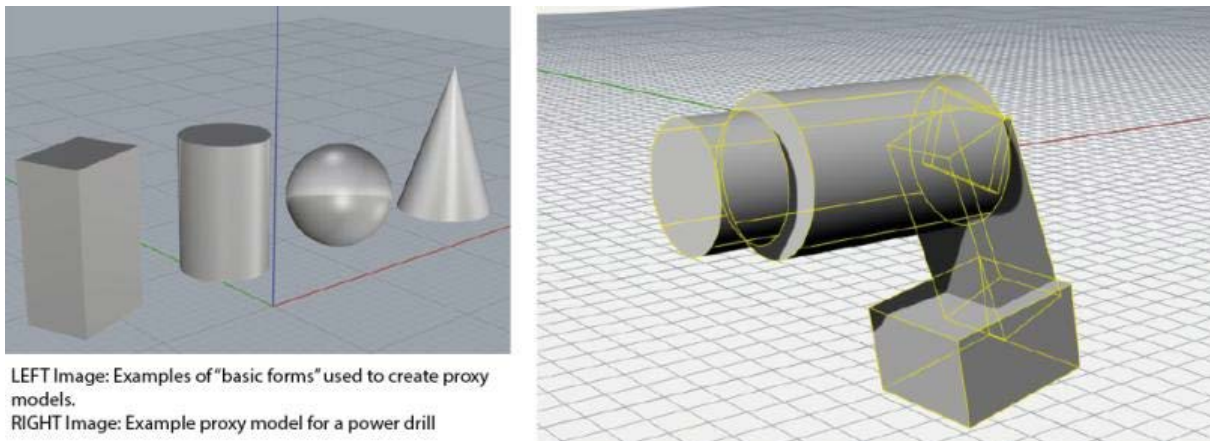 LEFT Image: Examples of "basic forms" used to create proxy
models.
RIGHT Image: Example proxy model for a power drill